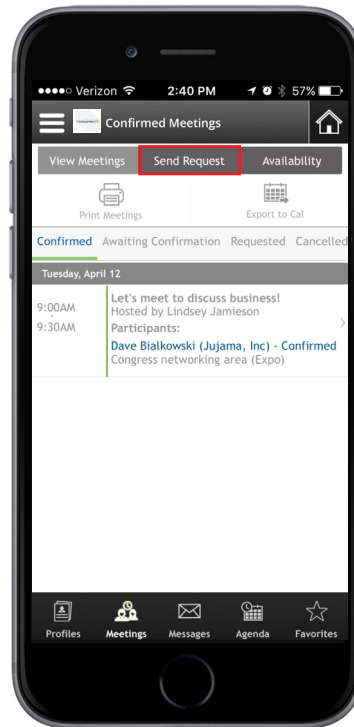 Verizon 2:40 PM 57%
Confirmed Meetings
View Meetings Send Request Availability
Print Meetings Export to Cal
Confirmed Awaiting Confirmation Requested Cancelled
Tuesday, April 12
9:00AM Let's meet to discuss business!
- Hosted by Lindsey Jamieson
9:30AM Participants:
Dave Bialkowski (Jujama, Inc) - Confirmed
Congress networking area (Expo)
Profiles Meetings Messages Agenda Favorites